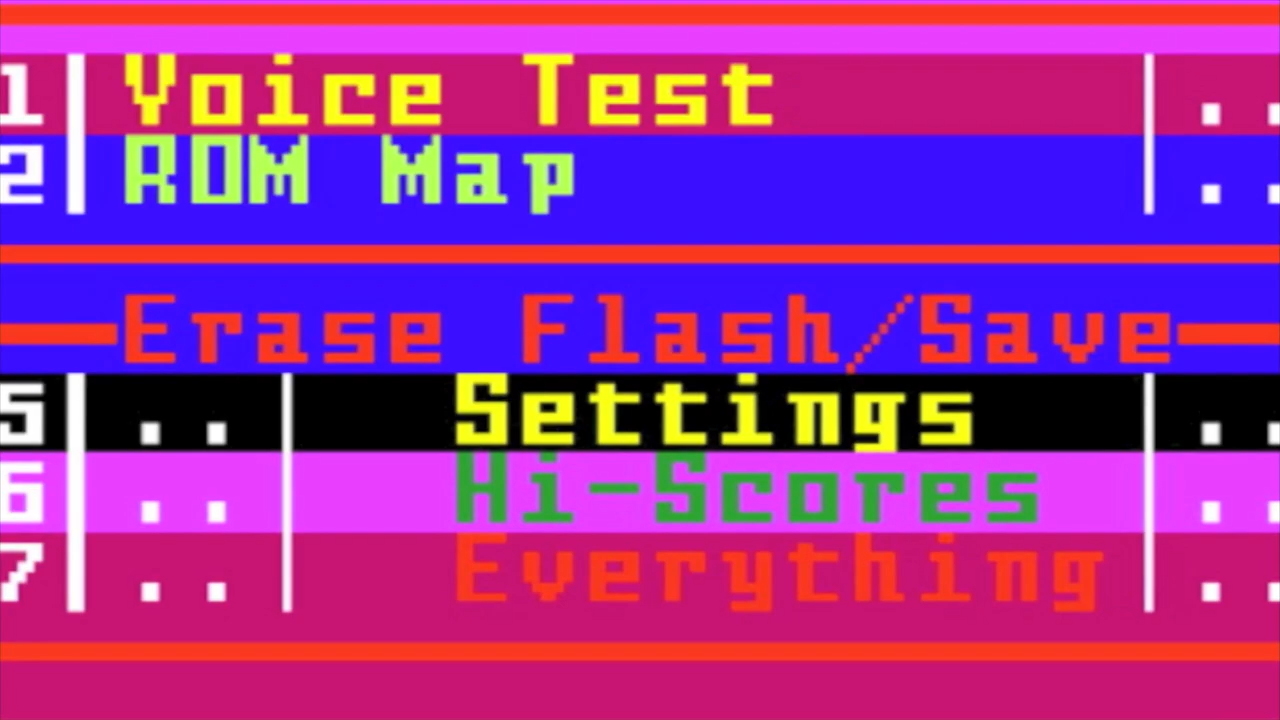 1 Voice Test ..
2 ROM Map ..
Erase Flash/Save
5 .. Settings ..
6 .. Hi-Scores ..
7 .. Everything ..